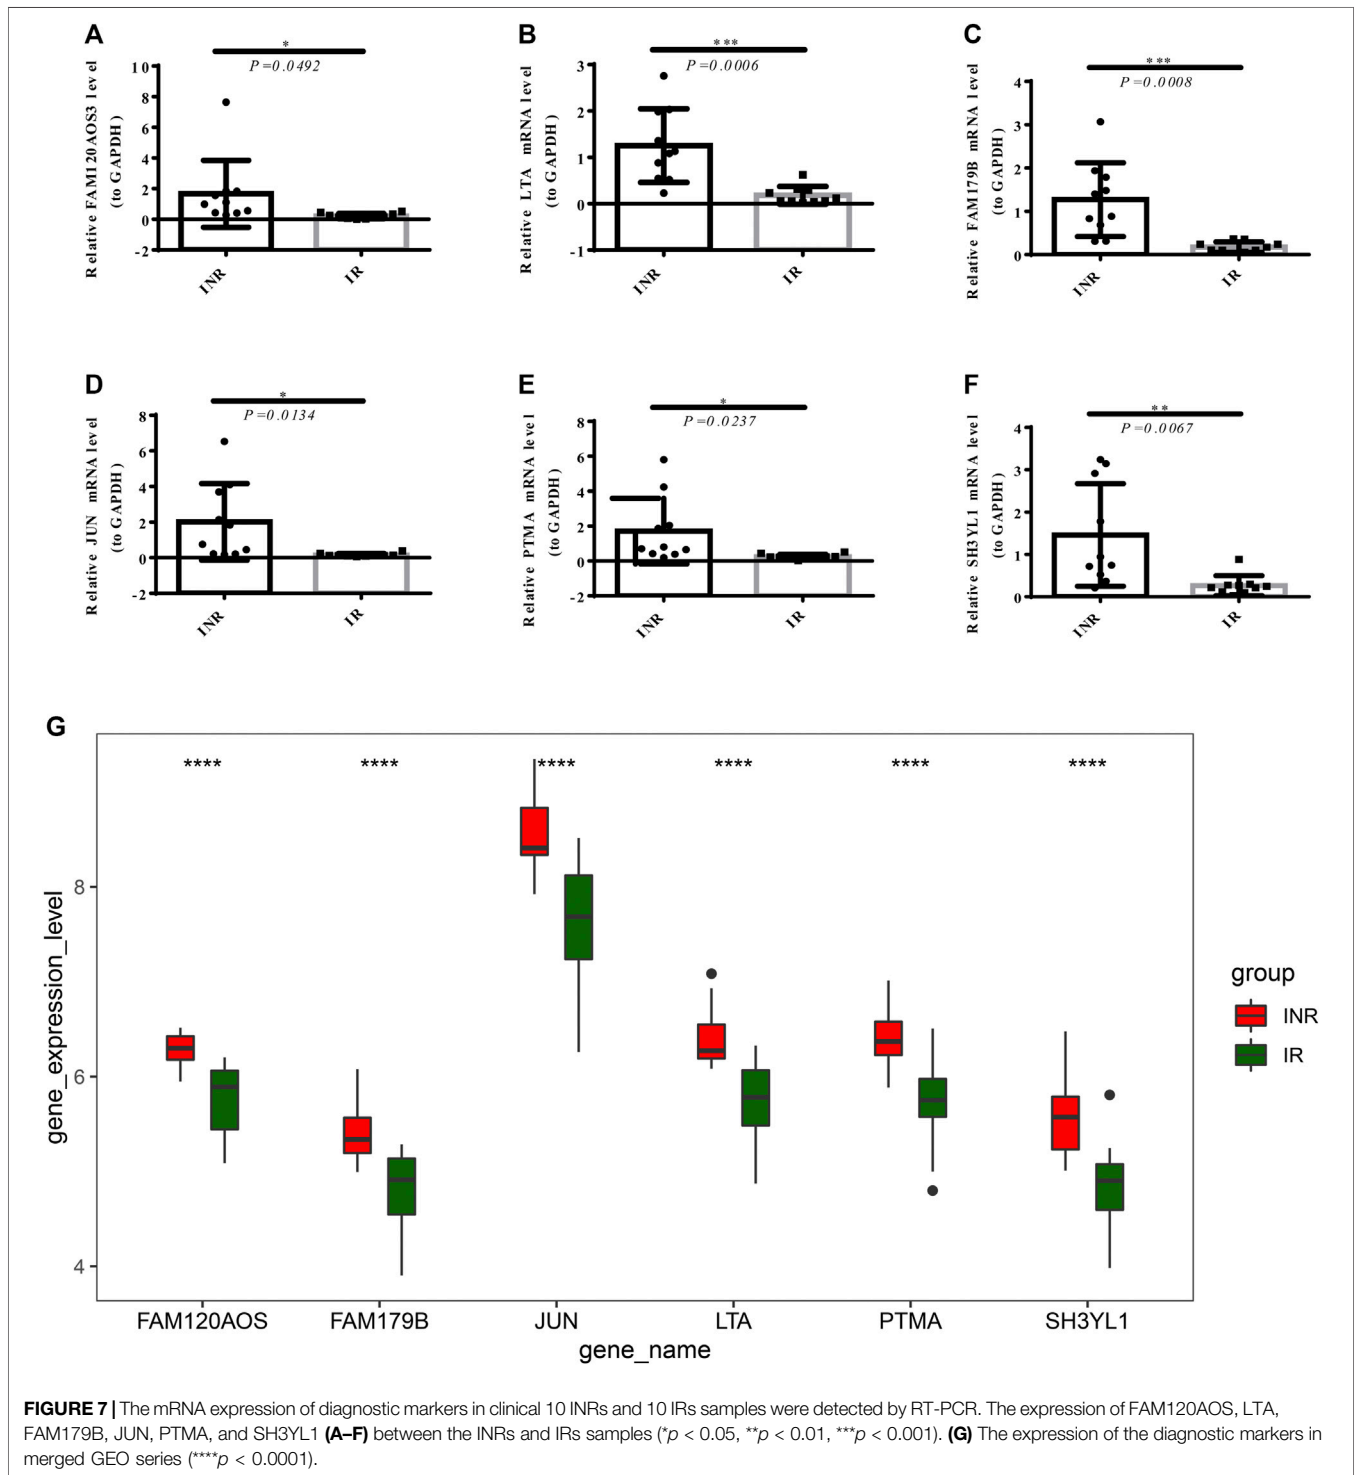 A
*
P=0.0492
Relative FAM120AOS3 level
(to GAPDH)
10
8
6
4
2
0
-2
INR
IR
B
***
P=0.0006
Relative LTA mRNA level
(to GAPDH)
3
2
1
0
-1
INR
IR
C
***
P=0.0008
Relative FAM179B mRNA level
(to GAPDH)
4
3
2
1
0
INR
IR
D
*
P=0.0134
Relative JUN mRNA level
(to GAPDH)
8
6
4
2
0
-2
INR
IR
E
*
P=0.0237
Relative PTMA mRNA level
(to GAPDH)
8
6
4
2
0
-2
INR
IR
F
**
P=0.0067
Relative SH3YL1 mRNA level
(to GAPDH)
4
3
2
1
0
INR
IR
G
**** **** **** **** **** ****
gene_expression_level
8
6
4
FAM120AOS FAM179B JUN LTA PTMA SH3YL1
gene_name
group
INR
IR
FIGURE 7 | The mRNA expression of diagnostic markers in clinical 10 INRs and 10 IRs samples were detected by RT-PCR. The expression of FAM120AOS, LTA,
FAM179B, JUN, PTMA, and SH3YL1 (A–F) between the INRs and IRs samples (*p < 0.05, **p < 0.01, ***p < 0.001). (G) The expression of the diagnostic markers in
merged GEO series (****p < 0.0001).